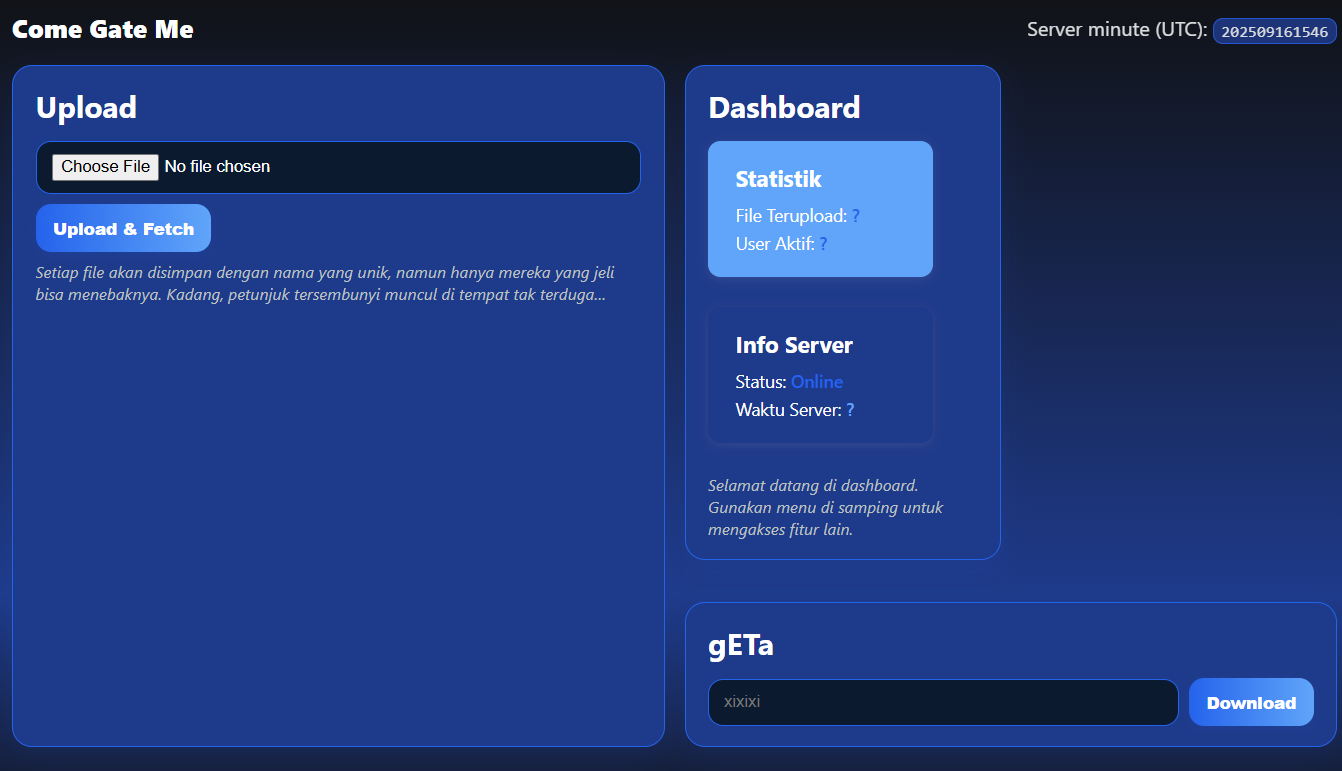 Come Gate Me
Server minute (UTC): 202509161546
Upload
Choose File No file chosen
Upload & Fetch
Setiap file akan disimpan dengan nama yang unik, namun hanya mereka yang jeli
bisa menebaknya. Kadang, petunjuk tersembunyi muncul di tempat tak terduga...
Dashboard
Statistik
File Terupload: ?
User Aktif: ?
Info Server
Status: Online
Waktu Server: ?
Selamat datang di dashboard.
Gunakan menu di samping untuk
mengakses fitur lain.
gETa
xixixi
Download